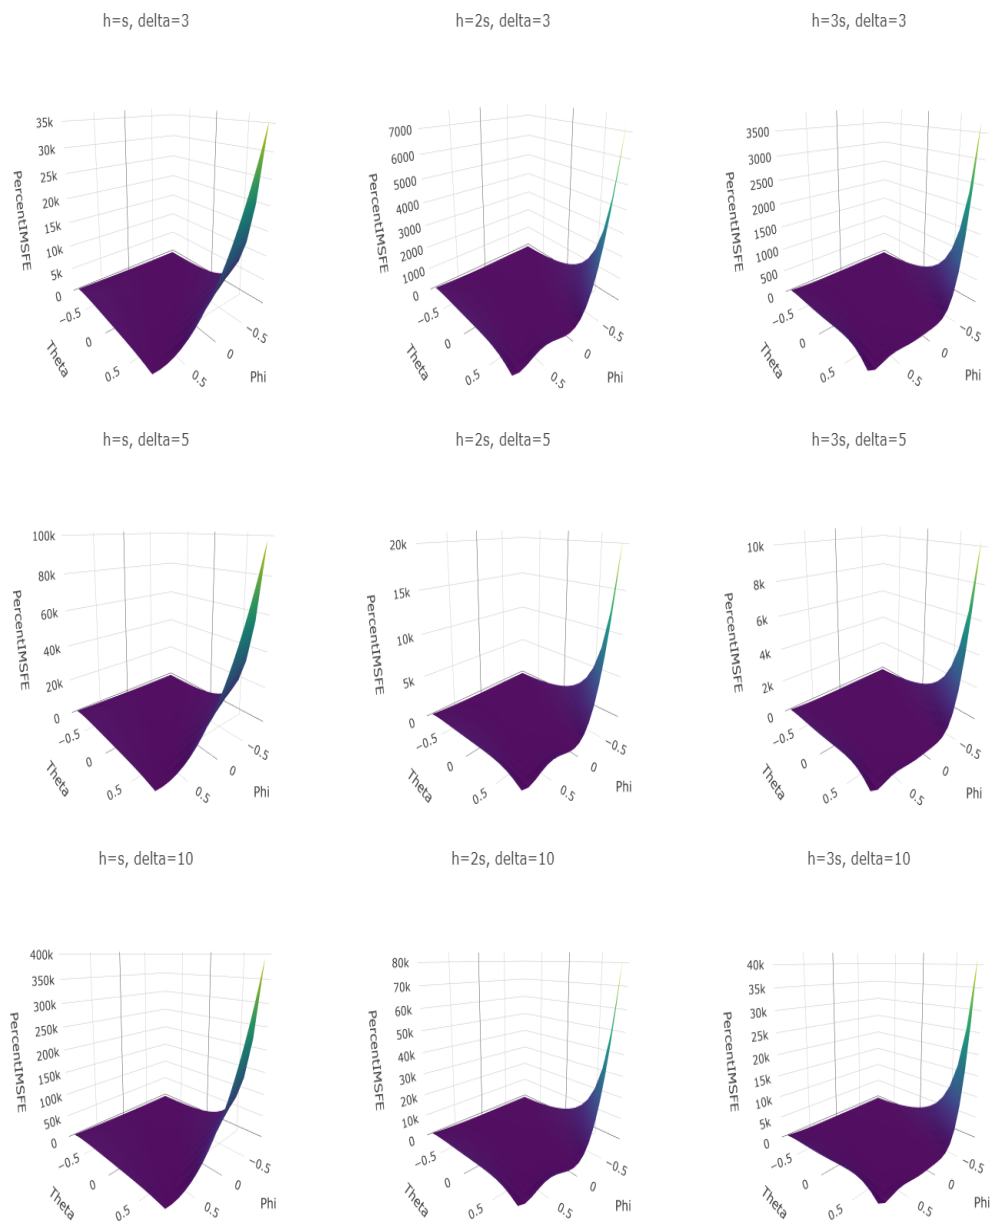 h=s, delta=3
h=2s, delta=3
h=3s, delta=3
35k
30k
25k
20k
15k
10k
5k
0
PercentIMSFE
−0.5
0
0.5
Theta
0.5
0
−0.5
Phi
7000
6000
5000
4000
3000
2000
1000
0
PercentIMSFE
−0.5
0
0.5
Theta
0.5
0
−0.5
Phi
3500
3000
2500
2000
1500
1000
500
0
PercentIMSFE
−0.5
0
0.5
Theta
0.5
0
−0.5
Phi
h=s, delta=5
h=2s, delta=5
h=3s, delta=5
100k
80k
60k
40k
20k
0
PercentIMSFE
−0.5
0
0.5
Theta
0.5
0
−0.5
Phi
20k
15k
10k
5k
0
PercentIMSFE
−0.5
0
0.5
Theta
0.5
0
−0.5
Phi
10k
8k
6k
4k
2k
0
PercentIMSFE
−0.5
0
0.5
Theta
0.5
0
−0.5
Phi
h=s, delta=10
h=2s, delta=10
h=3s, delta=10
400k
350k
300k
250k
200k
150k
100k
50k
0
PercentIMSFE
−0.5
0
0.5
Theta
0.5
0
−0.5
Phi
80k
70k
60k
50k
40k
30k
20k
10k
0
PercentIMSFE
−0.5
0
0.5
Theta
0.5
0
−0.5
Phi
40k
35k
30k
25k
20k
15k
10k
5k
0
PercentIMSFE
−0.5
0
0.5
Theta
0.5
0
−0.5
Phi